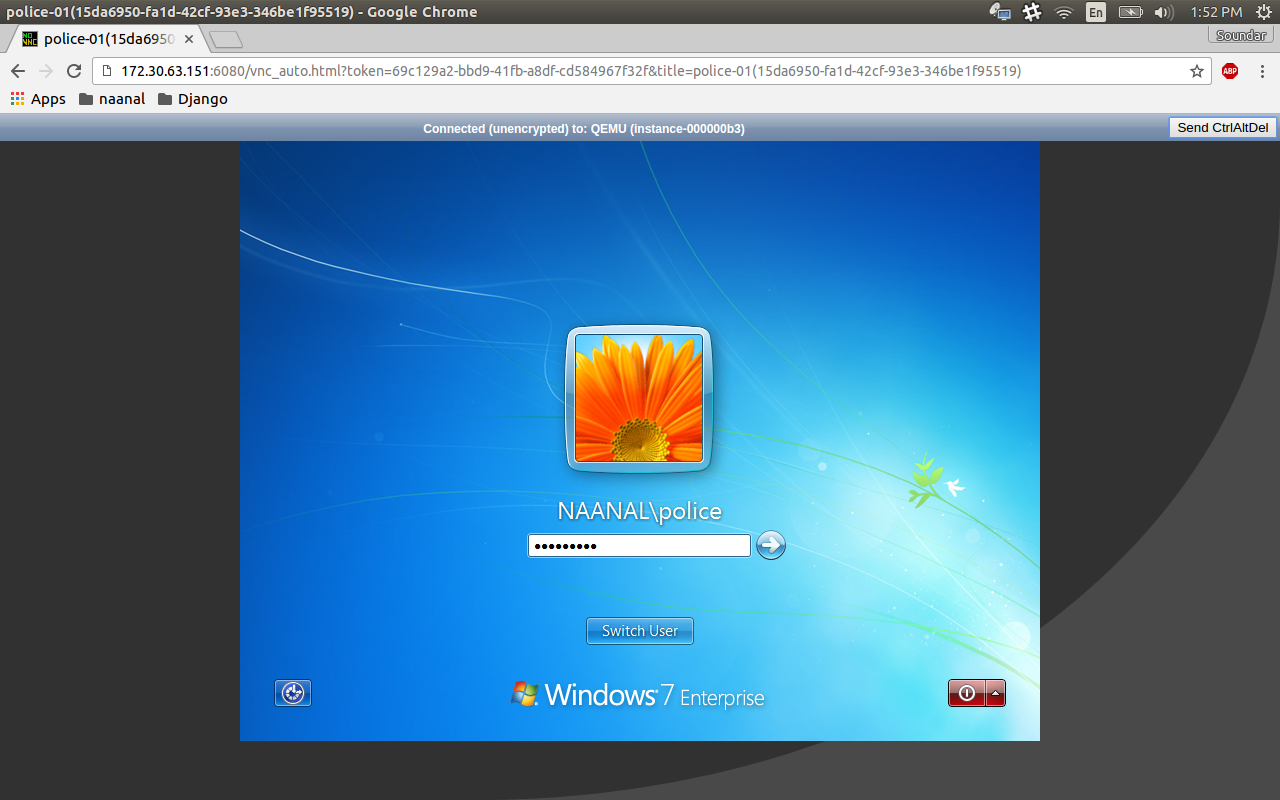 police-01(15da6950-fa1d-42cf-93e3-346be1f95519) - Google Chrome
En
1:52 PM
police-01(15da6950
Soundar
172.30.63.151:6080/vnc_auto.html?token=69c129a2-bbd9-41fb-a8df-cd584967f32f&title=police-01(15da6950-fa1d-42cf-93e3-346be1f95519)
ABP
Apps naanal Django
Connected (unencrypted) to: QEMU (instance-000000b3)
Send CtrlAltDel
NAANAL\police
Switch User
Windows 7 Enterprise